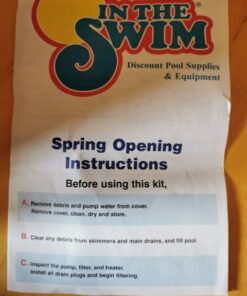 IN THE
SWIM®
Discount Pool Supplies
& Equipment
Spring Opening
Instructions
Before using this kit,
A. Remove debris and pump water from cover.
Remove cover, clean, dry and store.
B. Clear any debris from skimmers and main drains, and fill pool.
C. Inspect the pump, filter, and heater.
Install all drain plugs and begin filtering